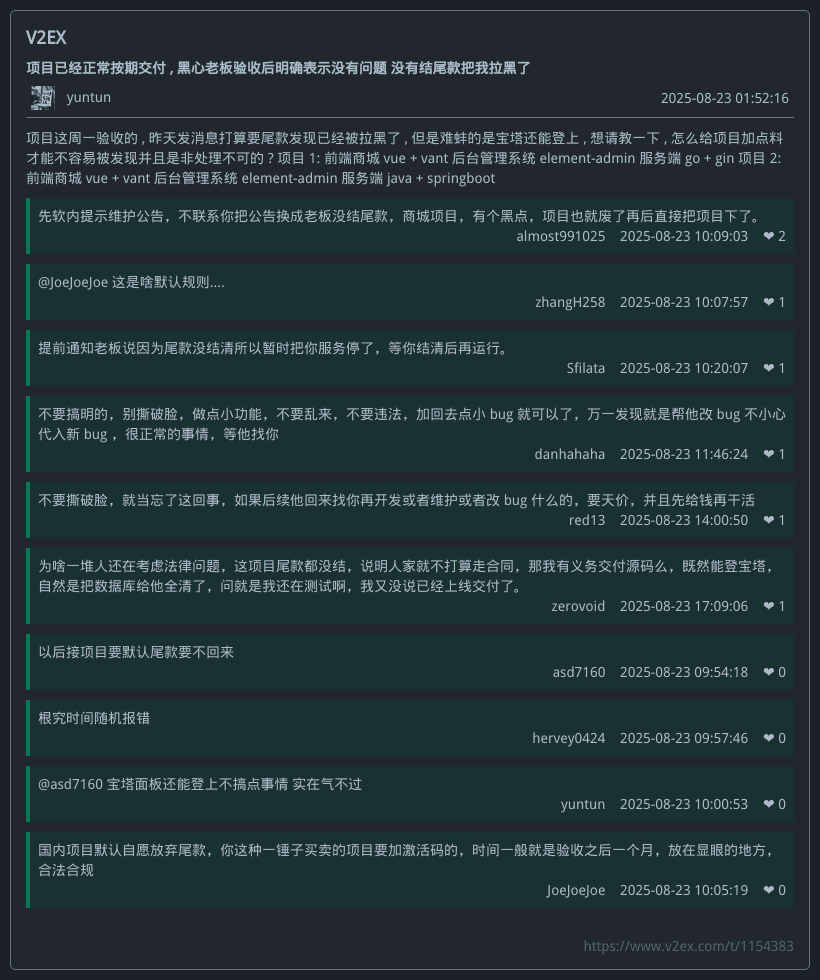 V2EX
项目已经正常按期交付 , 黑心老板验收后明确表示没有问题 没有结尾款把我拉黑了
yuntun 2025-08-23 01:52:16
项目这周一验收的 , 昨天发消息打算要尾款发现已经被拉黑了 , 但是难蚌的是宝塔还能登上 , 想请教一下 , 怎么给项目加点料
才能不容易被发现并且是非处理不可的 ? 项目 1: 前端商城 vue + vant 后台管理系统 element-admin 服务端 go + gin 项目 2:
前端商城 vue + vant 后台管理系统 element-admin 服务端 java + springboot
先软内提示维护公告，不联系你把公告换成老板没结尾款，商城项目，有个黑点，项目也就废了再后直接把项目下了。
almost991025 2025-08-23 10:09:03 ❤ 2
@JoeJoeJoe 这是啥默认规则....
zhangH258 2025-08-23 10:07:57 ❤ 1
提前通知老板说因为尾款没结清所以暂时把你服务停了，等你结清后再运行。
Sfilata 2025-08-23 10:20:07 ❤ 1
不要搞明的，别撕破脸，做点小功能，不要乱来，不要违法，加回去点小 bug 就可以了，万一发现就是帮他改 bug 不小心
代入新 bug ，很正常的事情，等他找你
danhahaha 2025-08-23 11:46:24 ❤ 1
不要撕破脸，就当忘了这回事，如果后续他回来找你再开发或者维护或者改 bug 什么的，要天价，并且先给钱再干活
red13 2025-08-23 14:00:50 ❤ 1
为啥一堆人还在考虑法律问题，这项目尾款都没结，说明人家就不打算走合同，那我有义务交付源码么，既然能登宝塔，
自然是把数据库给他全清了，问就是我还在测试啊，我又没说已经上线交付了。
zerovoid 2025-08-23 17:09:06 ❤ 1
以后接项目要默认尾款要不回来
asd7160 2025-08-23 09:54:18 ❤ 0
根究时间随机报错
hervey0424 2025-08-23 09:57:46 ❤ 0
@asd7160 宝塔面板还能登上不搞点事情 实在气不过
yuntun 2025-08-23 10:00:53 ❤ 0
国内项目默认自愿放弃尾款，你这种一锤子买卖的项目要加激活码的，时间一般就是验收之后一个月，放在显眼的地方，
合法合规
JoeJoeJoe 2025-08-23 10:05:19 ❤ 0
https://www.v2ex.com/t/1154383